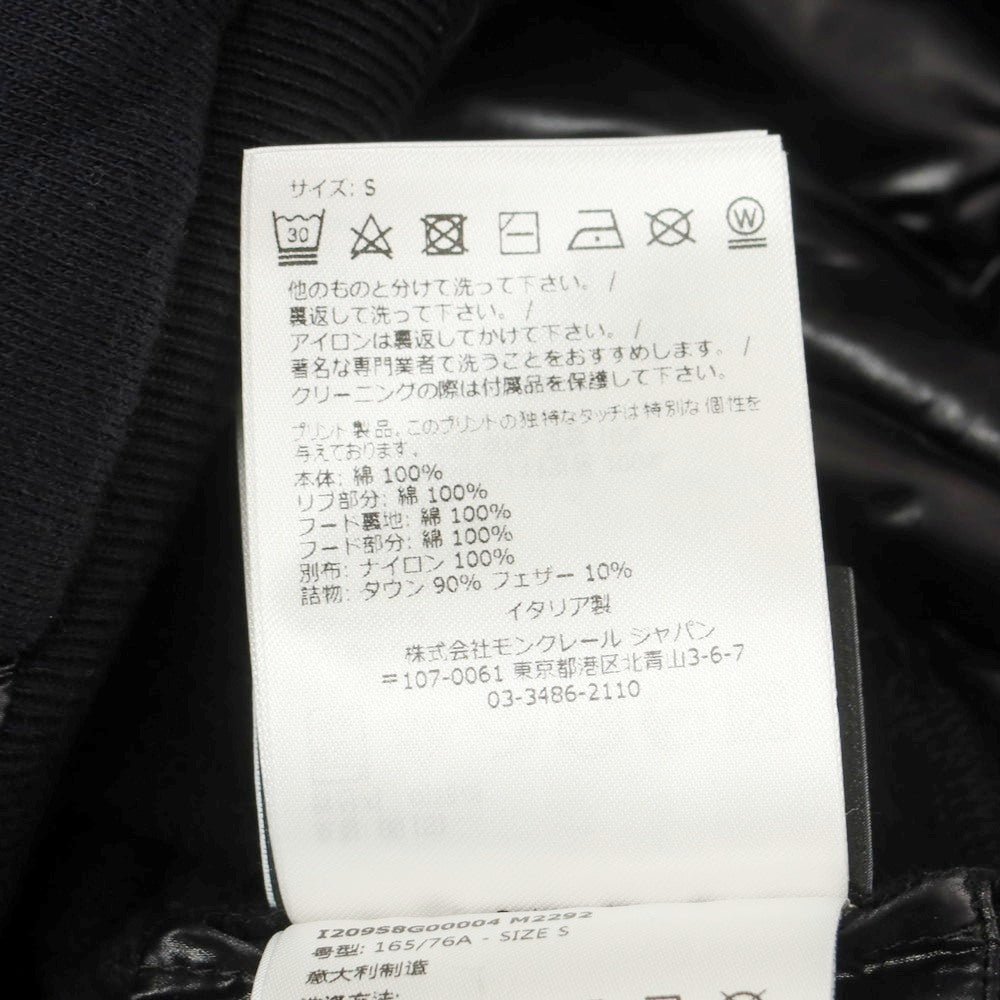 サイズ: S
30 W
他のものと分けて洗って下さい。 /
裏返して洗って下さい。 /
アイロンは裏返してかけて下さい。 /
著名な専門業者で洗うことをおすすめします。 /
クリーニングの際は付属品を保護して下さい。
プリント製品。このプリントの独特なタッチは特別な個性を
与えております。
本体: 綿 100%
リブ部分: 綿 100%
フード裏地: 綿 100%
フード部分: 綿 100%
別布: ナイロン 100%
詰物: ダウン 90% フェザー 10%
イタリア製
株式会社モンクレール ジャパン
〒107-0061 東京都港区北青山3-6-7
03-3486-2110
I20958G00004 M2292
号型: 165/76A - SIZE S
意大利制造